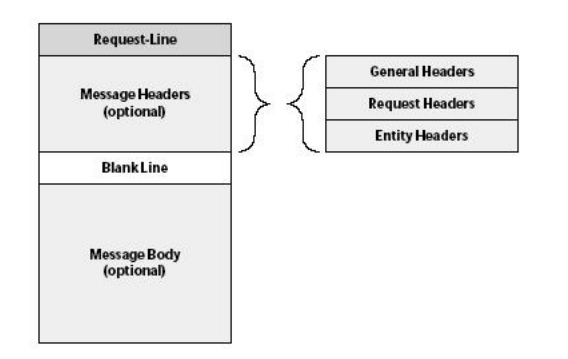 Request-Line
Message Headers
(optional)
General Headers
Request Headers
Entity Headers
Blank Line
Message Body
(optional)